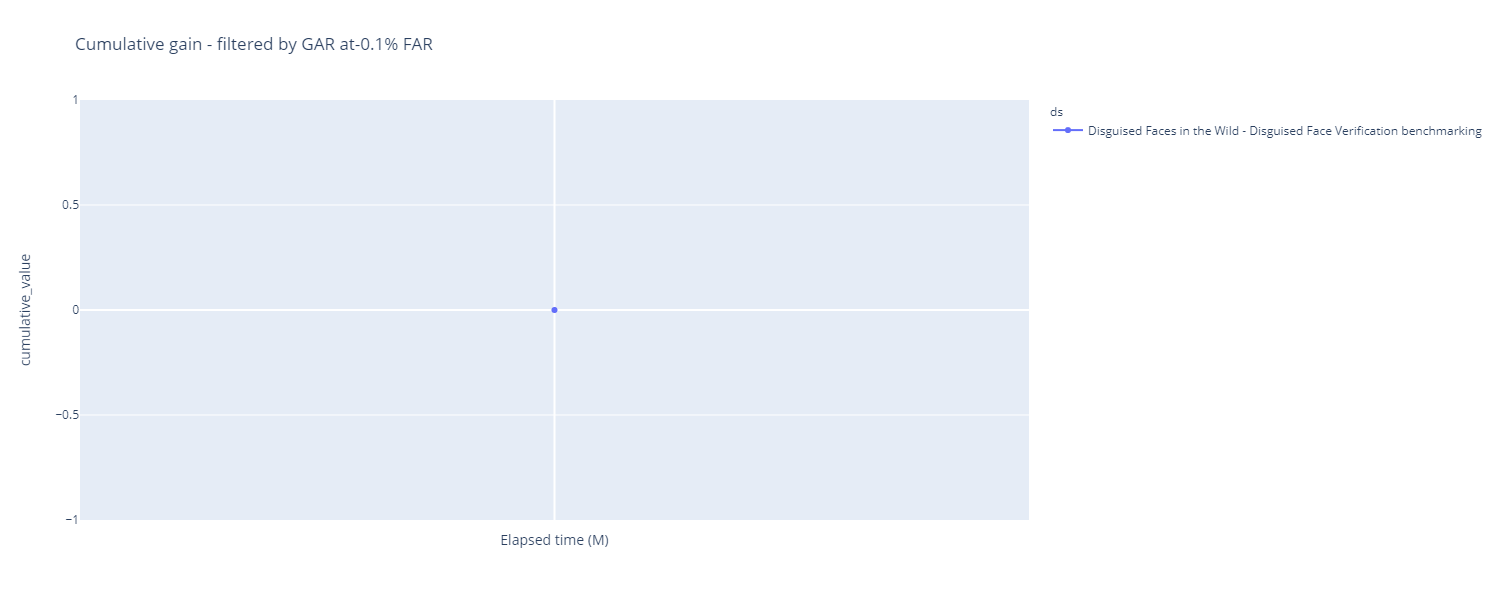 Cumulative gain - filtered by GAR at-0.1% FAR
1
0.5
0
−0.5
−1
cumulative_value
Elapsed time (M)
ds
Disguised Faces in the Wild - Disguised Face Verification benchmarking